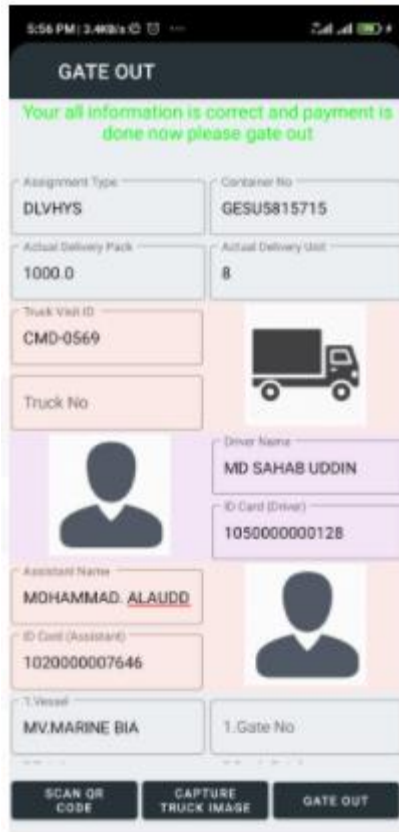 5:56 PM | 3.4KB/s
GATE OUT
Your all information is correct and payment is
done now please gate out
Assignment Type
DLVHYS
Container No
GESU5815715
Actual Delivery Pack
1000.0
Actual Delivery Unit
8
Truck Visit ID
CMD-0569
Truck No
Driver Name
MD SAHAB UDDIN
ID Card (Driver)
1050000000128
Assistant Name
MOHAMMAD. ALAUDD
ID Card (Assistant)
1020000007646
1.Vessel
MV.MARINE BIA
1.Gate No
SCAN QR
CODE
CAPTURE
TRUCK IMAGE
GATE OUT